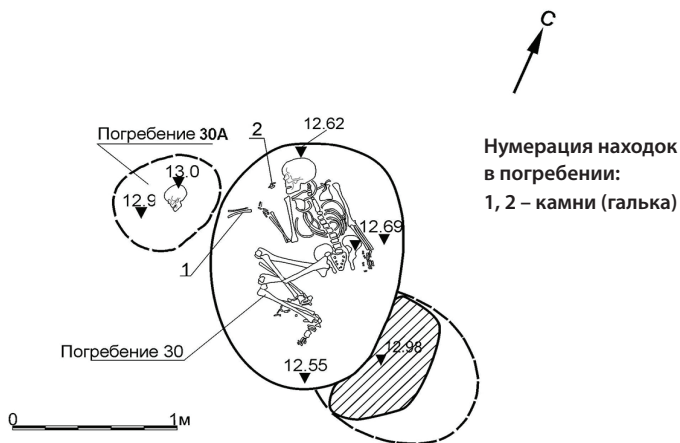 С
12.62
Погребение 30А
2
Нумерация находок
в погребении:
1, 2 – камни (галька)
13.0
12.9
12.69
1
Погребение 30
12.98
12.55
0
1м